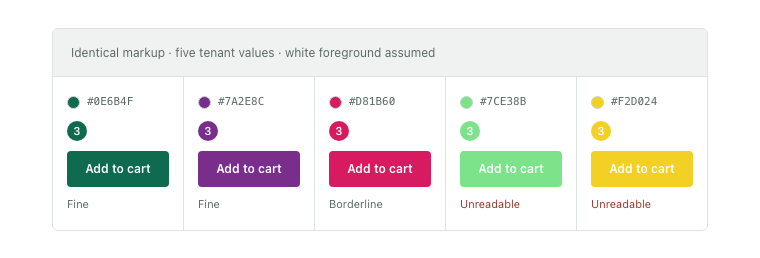 Identical markup · five tenant values · white foreground assumed
#0E6B4F
3
Add to cart
Fine
#7A2E8C
3
Add to cart
Fine
#D81B60
3
Add to cart
Borderline
#7CE38B
3
Add to cart
Unreadable
#F2D024
3
Add to cart
Unreadable